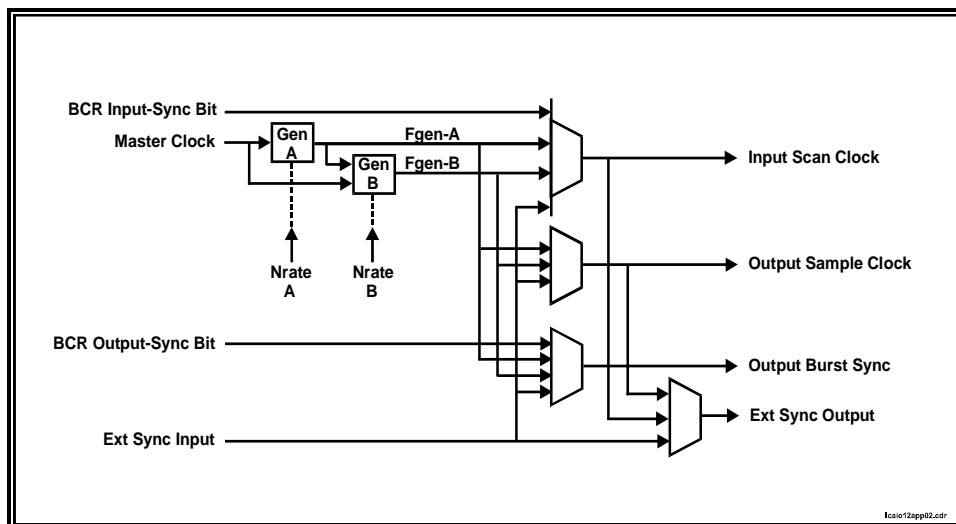 BCR Input-Sync Bit
Master Clock
Gen
A
Fgen-A
Gen
B
Fgen-B
Input Scan Clock
Nrate
A
Nrate
B
Output Sample Clock
BCR Output-Sync Bit
Output Burst Sync
Ext Sync Output
Ext Sync Input
lcaio12app02.cdr